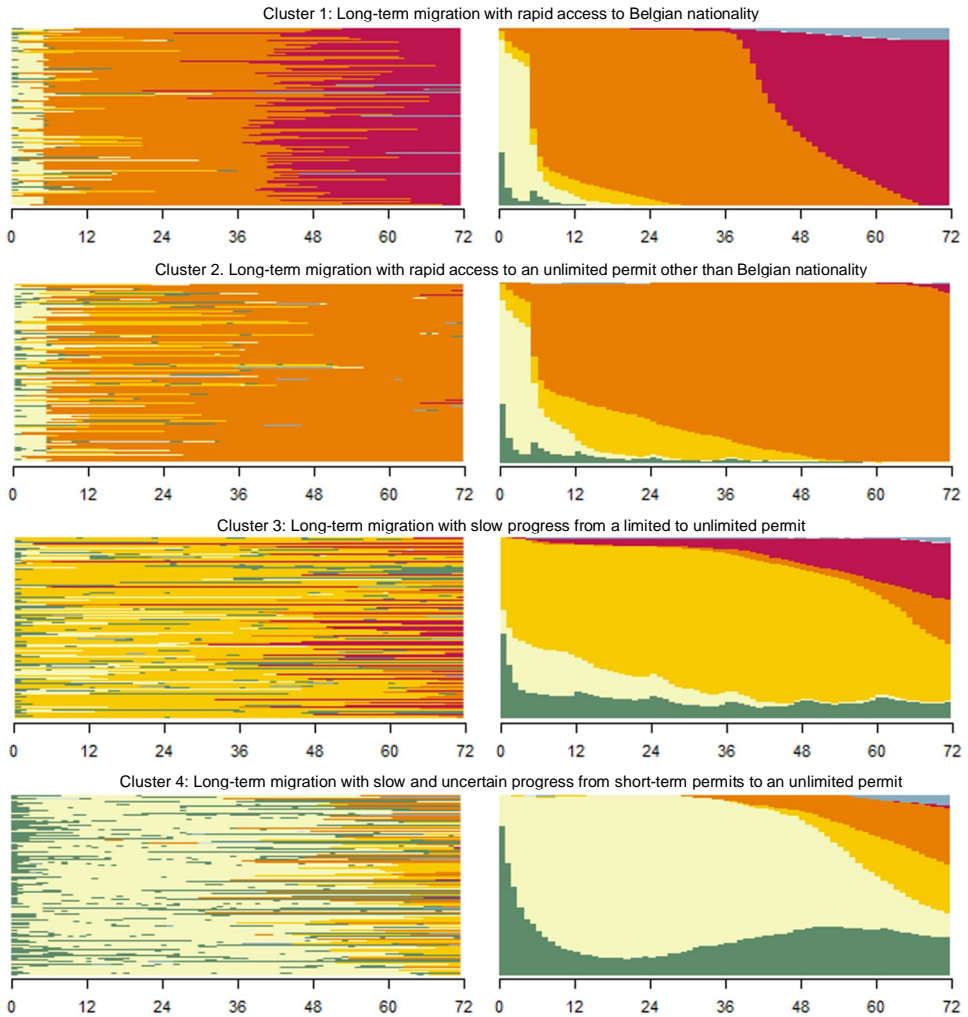 Cluster 1: Long-term migration with rapid access to Belgian nationality
0 12 24 36 48 60 72 0 12 24 36 48 60 72
Cluster 2. Long-term migration with rapid access to an unlimited permit other than Belgian nationality
0 12 24 36 48 60 72 0 12 24 36 48 60 72
Cluster 3: Long-term migration with slow progress from a limited to unlimited permit
0 12 24 36 48 60 72 0 12 24 36 48 60 72
Cluster 4: Long-term migration with slow and uncertain progress from short-term permits to an unlimited permit
0 12 24 36 48 60 72 0 12 24 36 48 60 72